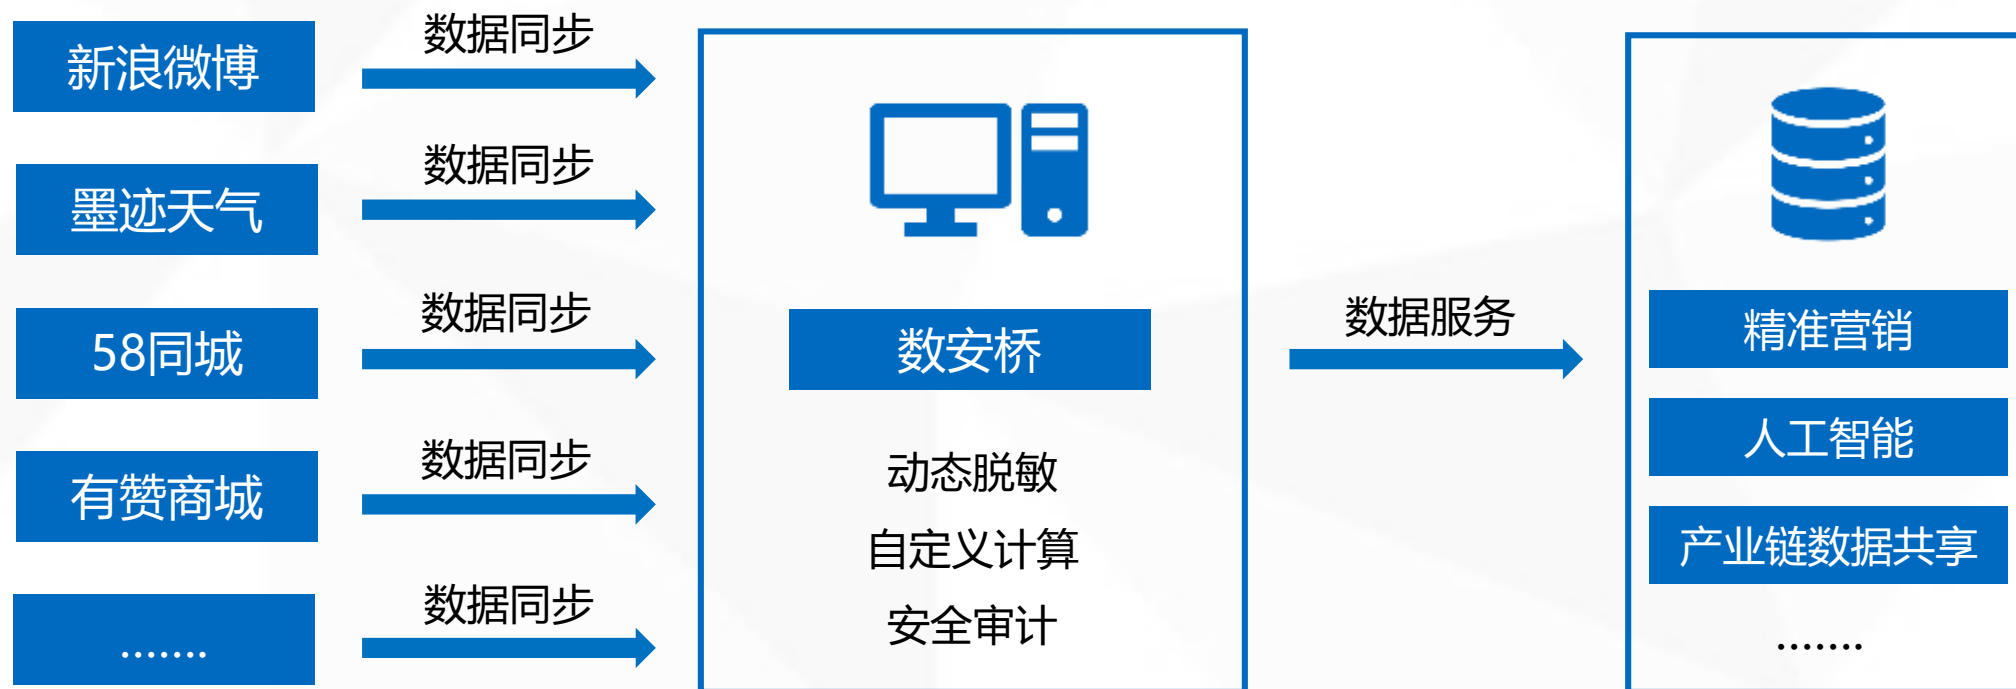 新浪微博
数据同步
墨迹天气
数据同步
58同城
数据同步
有赞商城
数据同步
.......
数据同步
数安桥
动态脱敏
自定义计算
安全审计
数据服务
精准营销
人工智能
产业链数据共享
.......